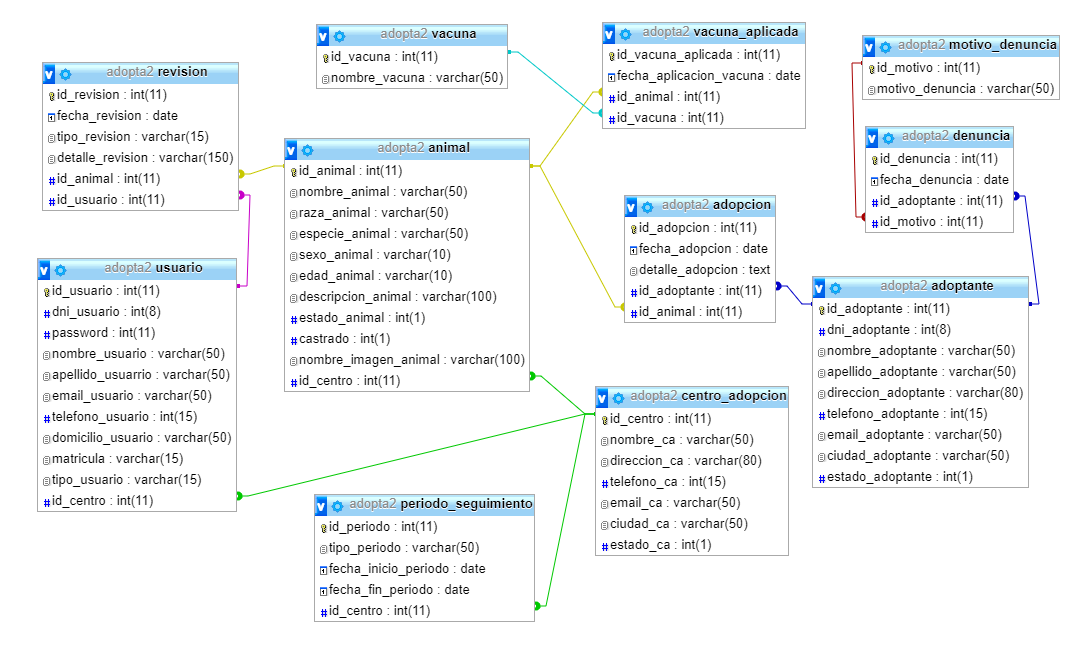 adopta2 vacuna
id_vacuna : int(11)
nombre_vacuna : varchar(50)
adopta2 vacuna_aplicada
id_vacuna_aplicada : int(11)
fecha_aplicacion_vacuna : date
id_animal : int(11)
id_vacuna : int(11)
adopta2 motivo_denuncia
id_motivo : int(11)
motivo_denuncia : varchar(50)
adopta2 revision
id_revision : int(11)
fecha_revision : date
tipo_revision : varchar(15)
detalle_revision : varchar(150)
id_animal : int(11)
id_usuario : int(11)
adopta2 animal
id_animal : int(11)
nombre_animal : varchar(50)
raza_animal : varchar(50)
especie_animal : varchar(50)
sexo_animal : varchar(10)
edad_animal : varchar(10)
descripcion_animal : varchar(100)
estado_animal : int(1)
castrado : int(1)
nombre_imagen_animal : varchar(100)
id_centro : int(11)
adopta2 denuncia
id_denuncia : int(11)
fecha_denuncia : date
id_adoptante : int(11)
id_motivo : int(11)
adopta2 adopcion
id_adopcion : int(11)
fecha_adopcion : date
detalle_adopcion : text
id_adoptante : int(11)
id_animal : int(11)
adopta2 usuario
id_usuario : int(11)
dni_usuario : int(8)
password : int(11)
nombre_usuario : varchar(50)
apellido_usuarrio : varchar(50)
email_usuario : varchar(50)
telefono_usuario : int(15)
domicilio_usuario : varchar(50)
matricula : varchar(15)
tipo_usuario : varchar(15)
id_centro : int(11)
adopta2 adoptante
id_adoptante : int(11)
dni_adoptante : int(8)
nombre_adoptante : varchar(50)
apellido_adoptante : varchar(50)
direccion_adoptante : varchar(80)
telefono_adoptante : int(15)
email_adoptante : varchar(50)
ciudad_adoptante : varchar(50)
estado_adoptante : int(1)
adopta2 centro_adopcion
id_centro : int(11)
nombre_ca : varchar(50)
direccion_ca : varchar(80)
telefono_ca : int(15)
email_ca : varchar(50)
ciudad_ca : varchar(50)
estado_ca : int(1)
adopta2 periodo_seguimiento
id_periodo : int(11)
tipo_periodo : varchar(50)
fecha_inicio_periodo : date
fecha_fin_periodo : date
id_centro : int(11)